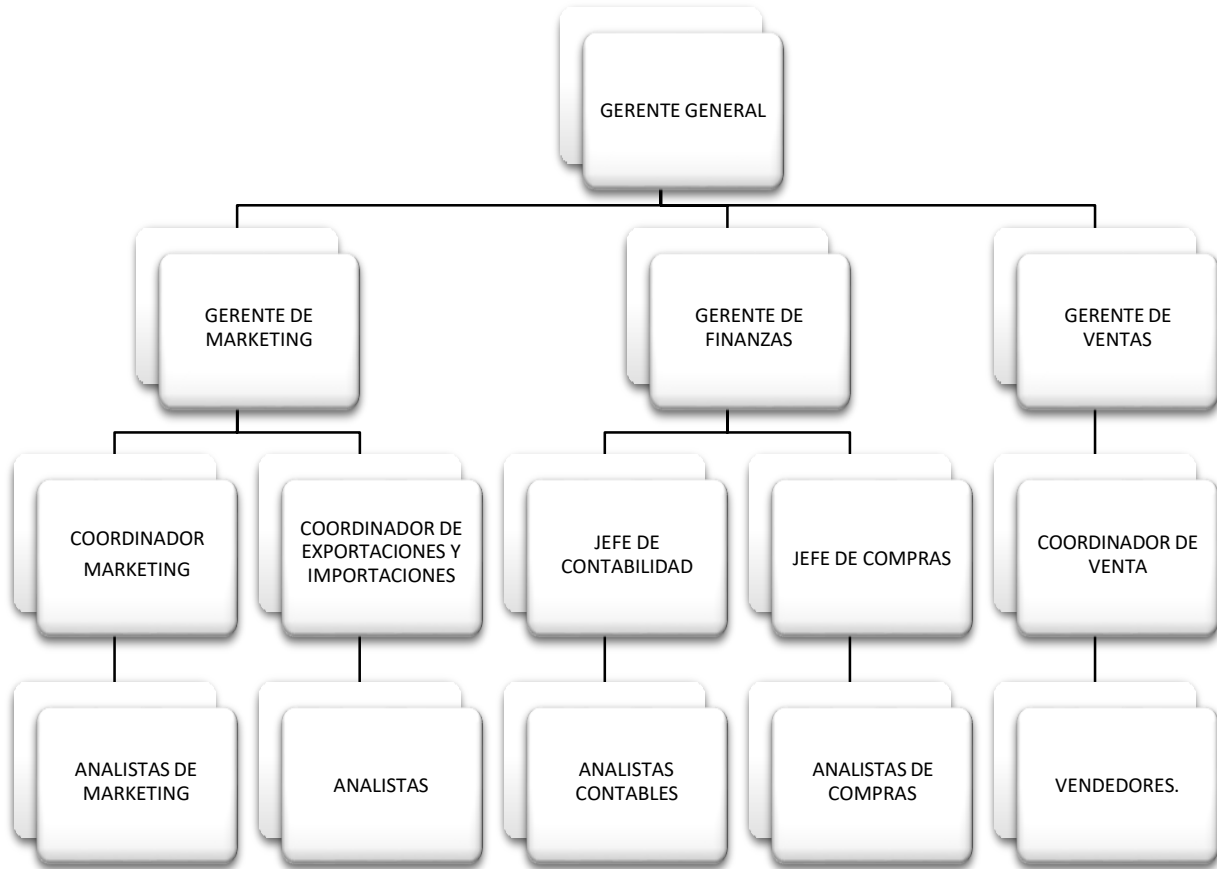 GERENTE GENERAL
GERENTE DE
MARKETING
GERENTE DE
FINANZAS
GERENTE DE
VENTAS
COORDINADOR
MARKETING
COORDINADOR DE
EXPORTACIONES Y
IMPORTACIONES
JEFE DE
CONTABILIDAD
JEFE DE COMPRAS
COORDINADOR DE
VENTA
ANALISTAS DE
MARKETING
ANALISTAS
ANALISTAS
CONTABLES
ANALISTAS DE
COMPRAS
VENDEDORES.